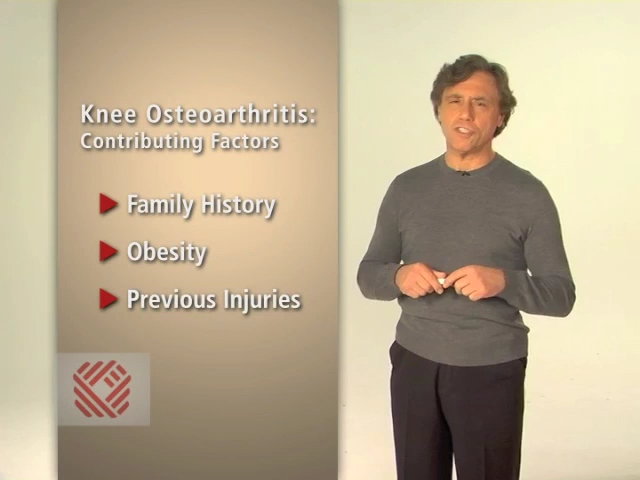 Knee Osteoarthritis:
Contributing Factors
Family History
Obesity
Previous Injuries